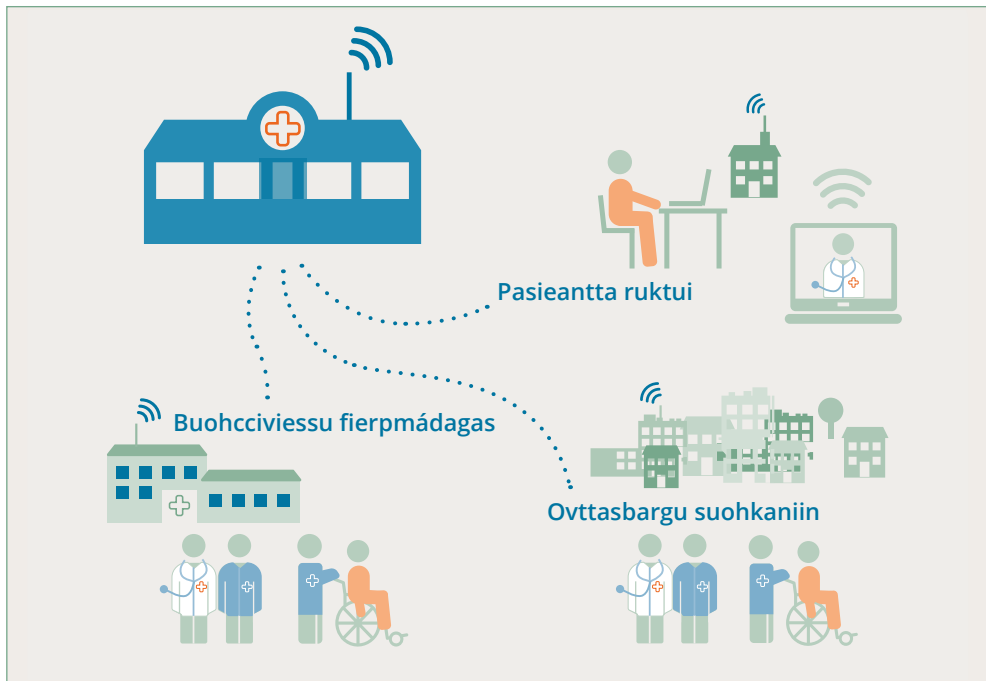 Pasieantta ruktui
Buohcciviessu fierpmádagas
Ovttasbargu suohkaniin